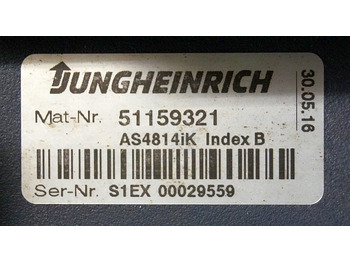 JUNGHEINRICH
Mat-Nr. 51159321
AS4814iK Index B
Ser-Nr. S1EX 00029559
30.05.16